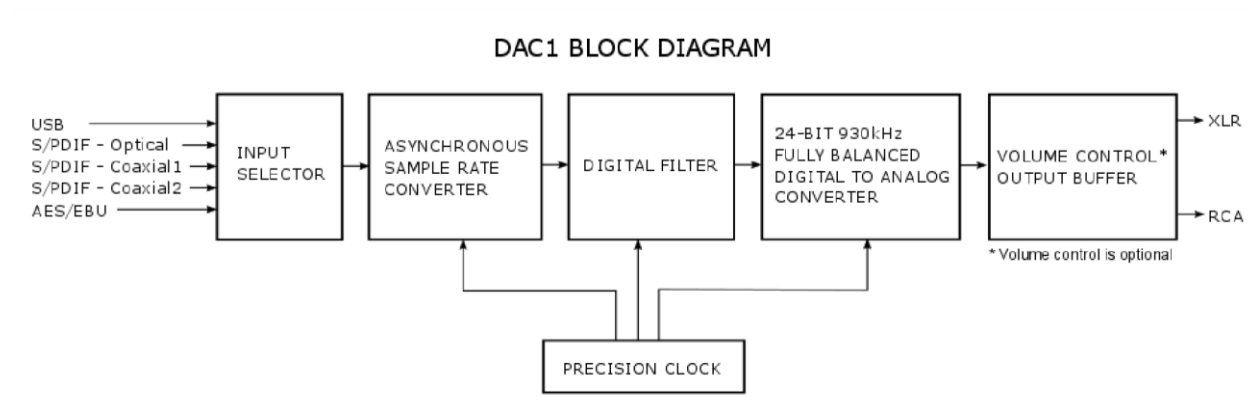 DAC1 BLOCK DIAGRAM
USB
S/PDIF - Optical
S/PDIF - Coaxial1
S/PDIF - Coaxial2
AES/EBU
INPUT
SELECTOR
ASYNCHRONOUS
SAMPLE RATE
CONVERTER
DIGITAL FILTER
24-BIT 930kHz
FULLY BALANCED
DIGITAL TO ANALOG
CONVERTER
VOLUME CONTROL*
OUTPUT BUFFER
XLR
RCA
* Volume control is optional
PRECISION CLOCK